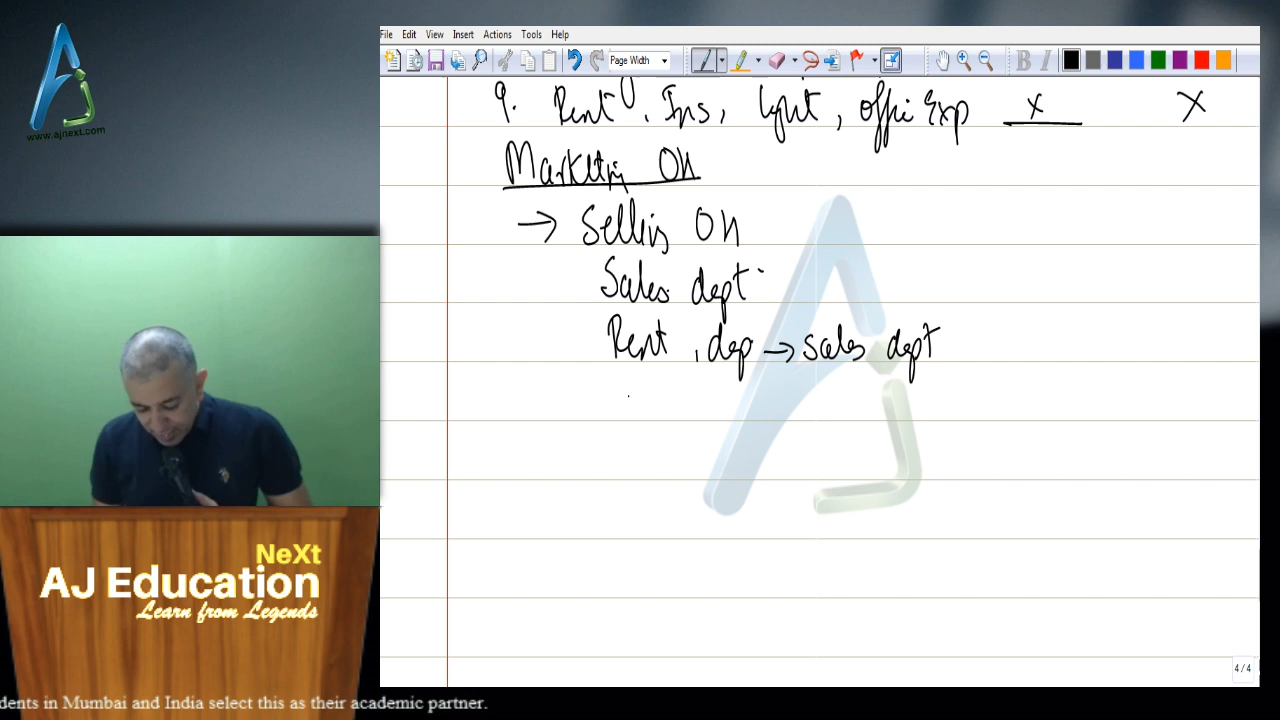 www.ajnext.com
File Edit View Insert Actions Tools Help
Page Width
B I
9. Rent, Ins, light, offic Exp x X
Marketing OH
→ Selling OH
Sales dept.
Rent, dep → Sales dept
4/4
NeXt
AJ Education
Learn from Legends
dents in Mumbai and India select this as their academic partner.